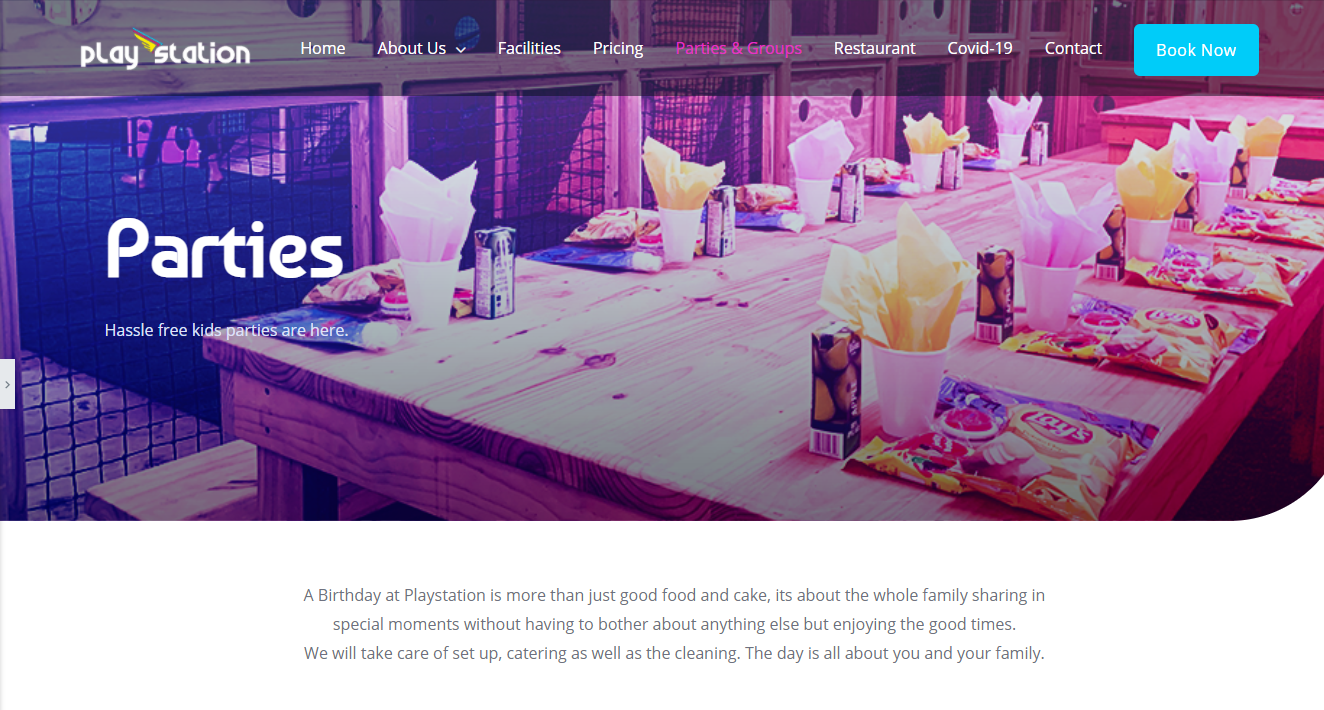 play station
Home
About Us
Facilities
Pricing
Parties & Groups
Restaurant
Covid-19
Contact
Book Now
Parties
Hassle free kids parties are here.
Lay's
A Birthday at Playstation is more than just good food and cake, its about the whole family sharing in
special moments without having to bother about anything else but enjoying the good times.
We will take care of set up, catering as well as the cleaning. The day is all about you and your family.